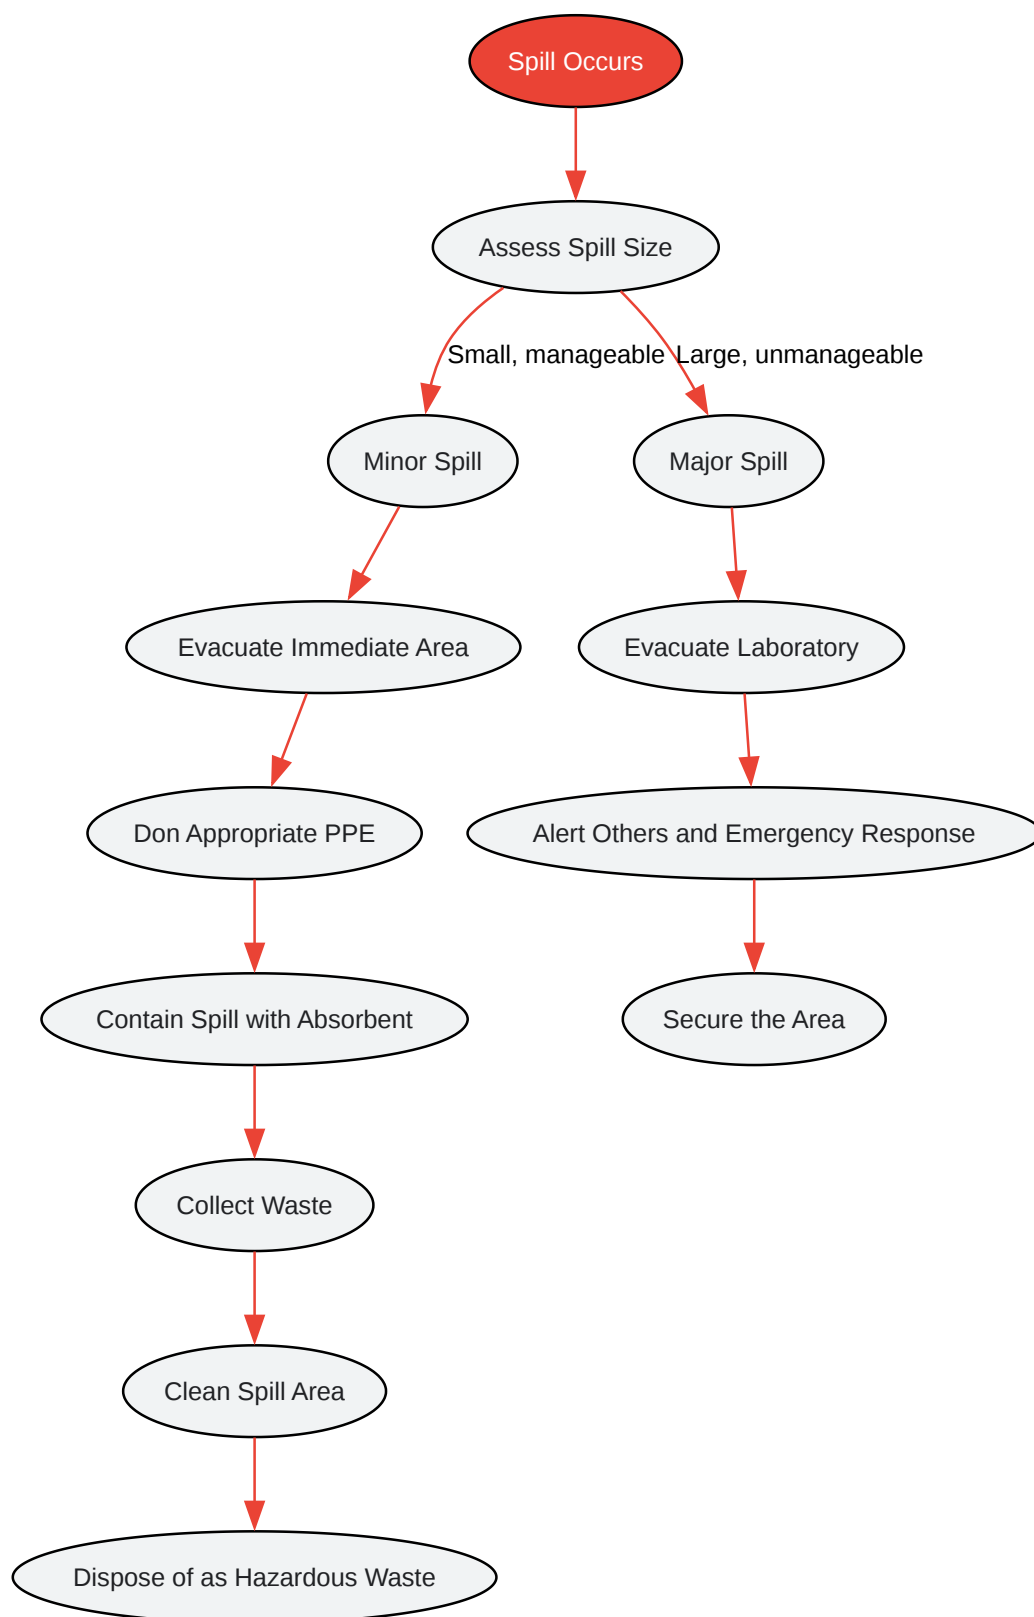 Spill Occurs
Assess Spill Size
Small, manageable
Large, unmanageable
Minor Spill
Major Spill
Evacuate Immediate Area
Evacuate Laboratory
Don Appropriate PPE
Alert Others and Emergency Response
Contain Spill with Absorbent
Secure the Area
Collect Waste
Clean Spill Area
Dispose of as Hazardous Waste